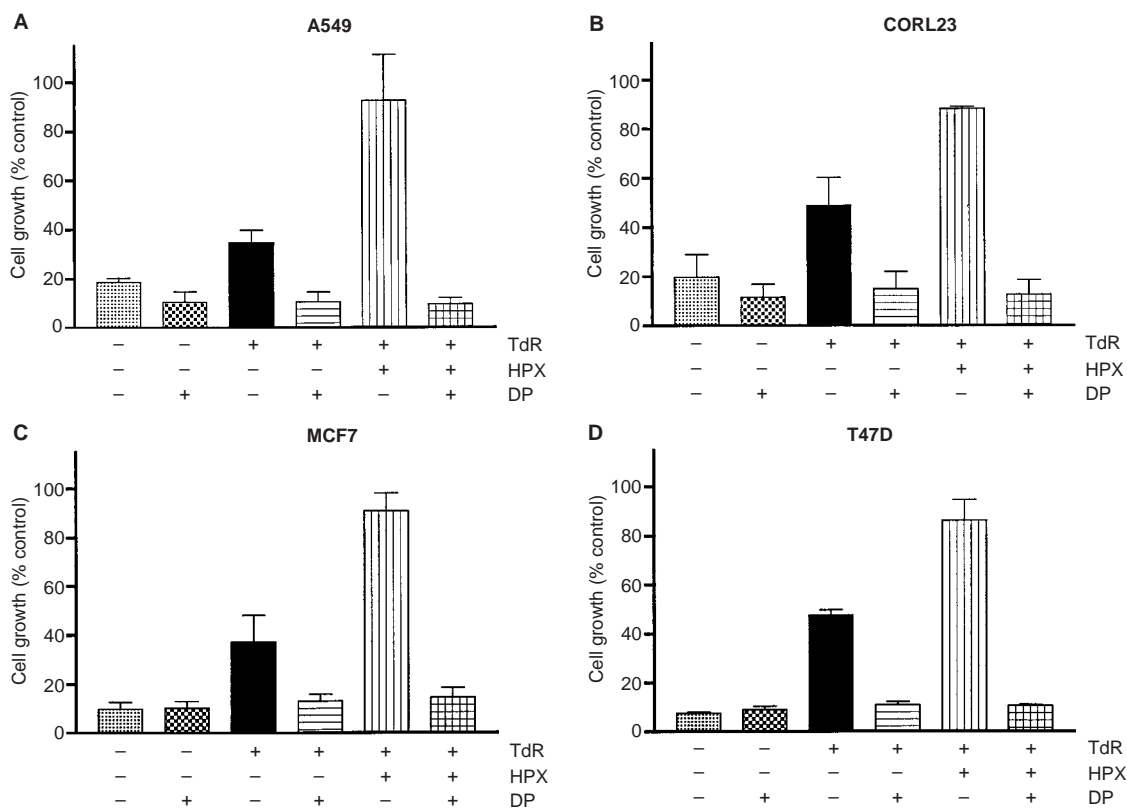 A
A549
Cell growth (% control)
100
80
60
40
20
0
– – + + + + TdR
– – – – + + HPX
– + – + – + DP
B
CORL23
Cell growth (% control)
100
80
60
40
20
0
– – + + + + TdR
– – – – + + HPX
– + – + – + DP
C
MCF7
Cell growth (% control)
100
80
60
40
20
0
– – + + + + TdR
– – – – + + HPX
– + – + – + DP
D
T47D
Cell growth (% control)
100
80
60
40
20
0
– – + + + + TdR
– – – – + + HPX
– + – + – + DP